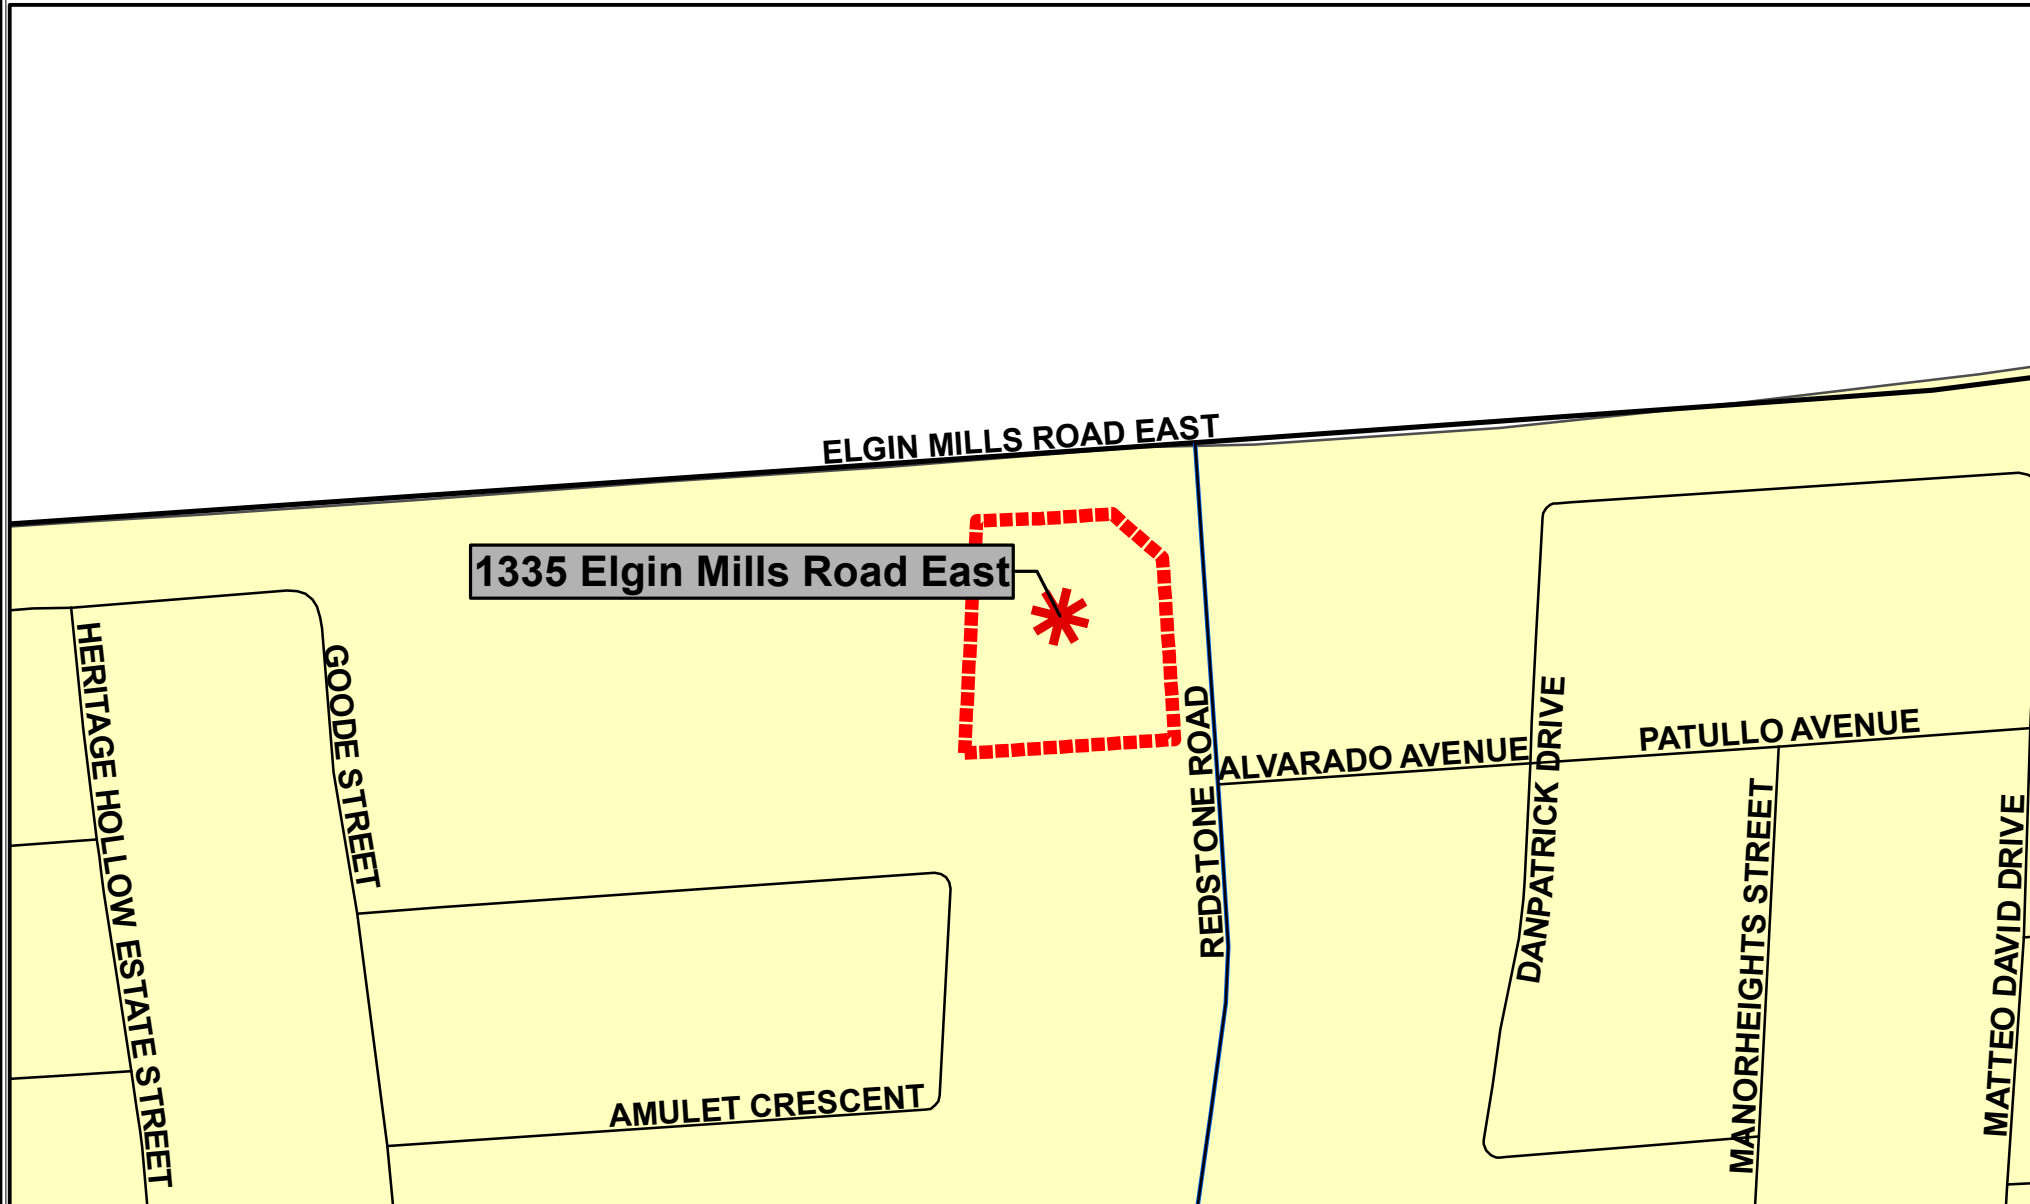 ELGIN MILLS ROAD EAST
1335 Elgin Mills Road East
HERITAGE HOLLOW ESTATE STREET
GOODE STREET
REDSTONE ROAD
ALVARADO AVENUE
DANPATRICK DRIVE
PATULLO AVENUE
MANORHEIGHTS STREET
MATTEO DAVID DRIVE
AMULET CRESCENT